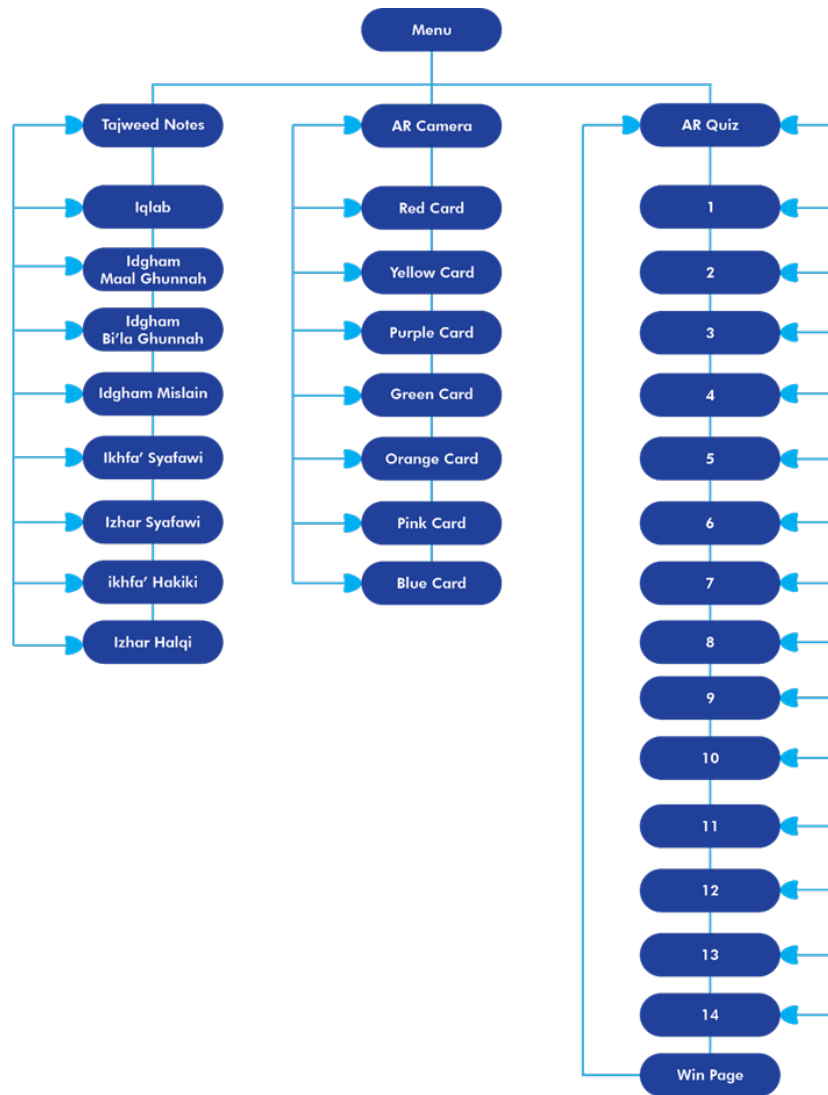 Menu
Tajweed Notes
Iqlab
Idgham
Maal Ghunnah
Idgham
Bi’la Ghunnah
Idgham Mislain
Ikhfa’ Syafawi
Izhar Syafawi
ikhfa’ Hakiki
Izhar Halqi
AR Camera
Red Card
Yellow Card
Purple Card
Green Card
Orange Card
Pink Card
Blue Card
AR Quiz
1
2
3
4
5
6
7
8
9
10
11
12
13
14
Win Page